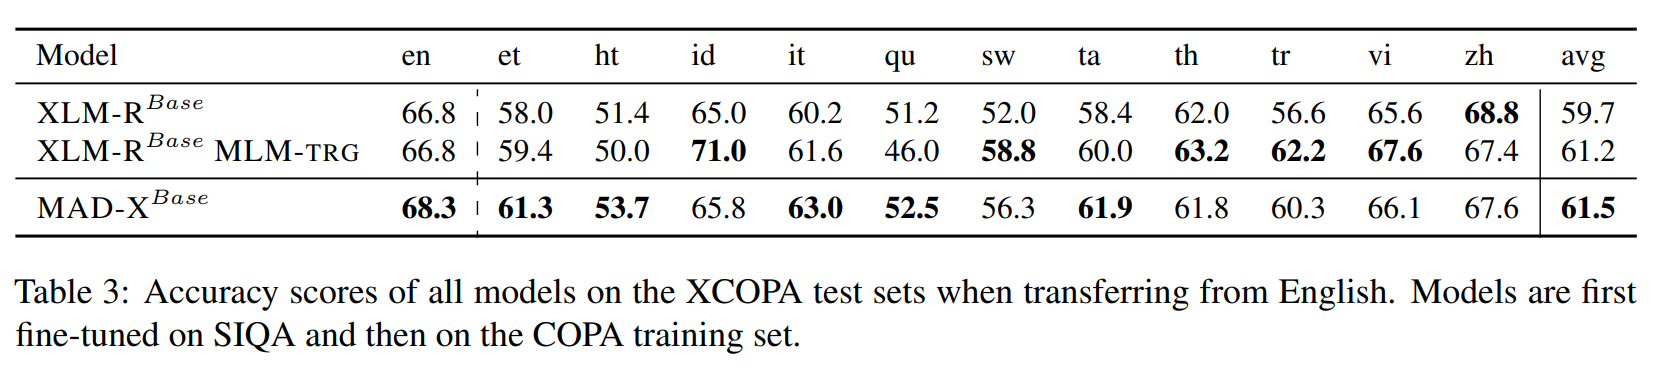 Model en et ht id it qu sw ta th tr vi zh avg
XLM-R^Base 66.8 58.0 51.4 65.0 60.2 51.2 52.0 58.4 62.0 56.6 65.6 68.8 59.7
XLM-R^Base MLM-TRG 66.8 59.4 50.0 71.0 61.6 46.0 58.8 60.0 63.2 62.2 67.6 67.4 61.2
MAD-X^Base 68.3 61.3 53.7 65.8 63.0 52.5 56.3 61.9 61.8 60.3 66.1 67.6 61.5
Table 3: Accuracy scores of all models on the XCOPA test sets when transferring from English. Models are first
fine-tuned on SIQA and then on the COPA training set.